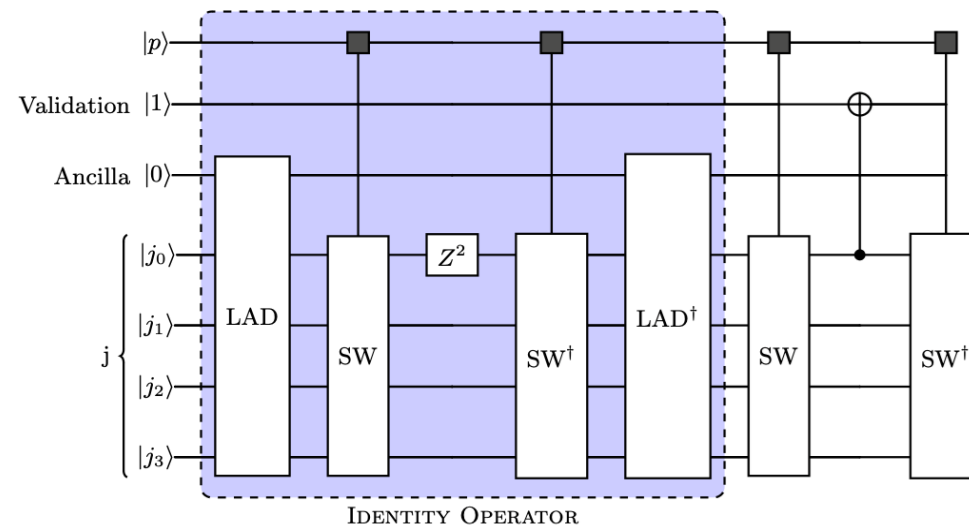 |p⟩
Validation |1⟩
Ancilla |0⟩
|j₀⟩
Z²
|j₁⟩
LAD
LAD†
j
SW
SW†
SW
SW†
|j₂⟩
|j₃⟩
IDENTITY OPERATOR